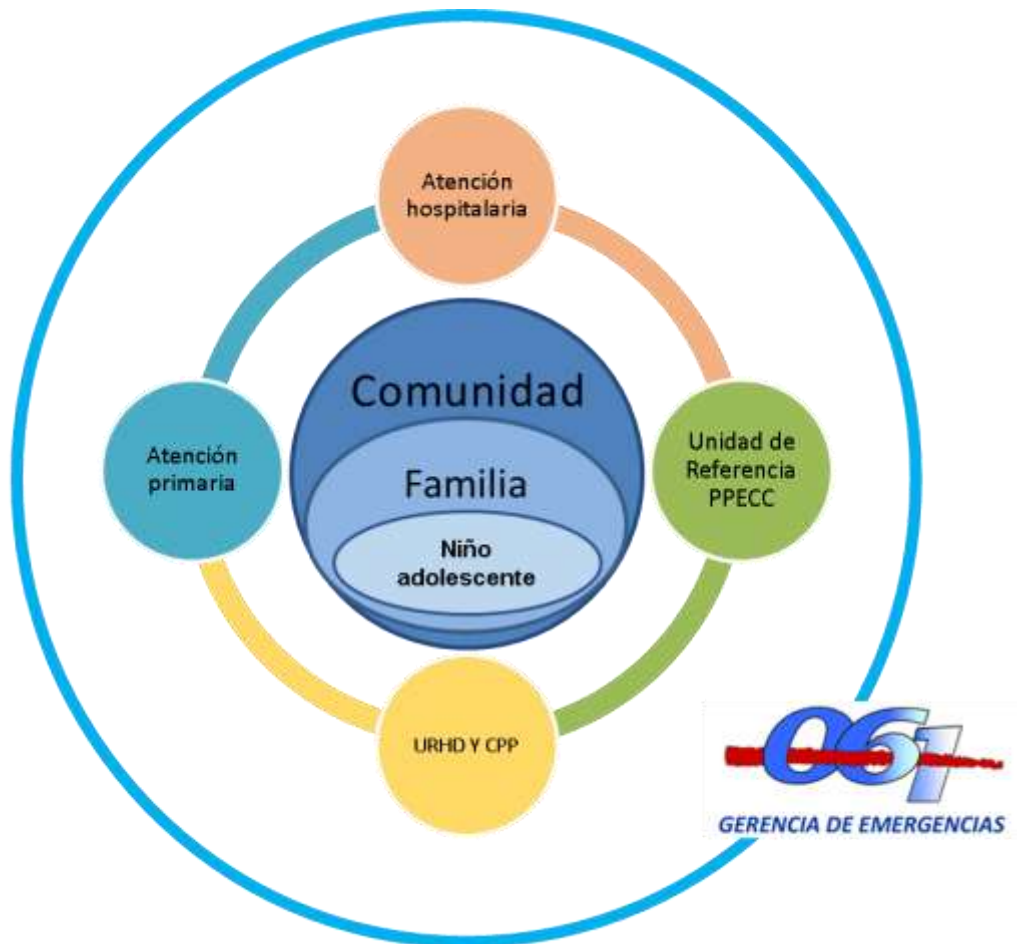 Atención
hospitalaria
Comunidad
Atención
primaria
Familia
Unidad de
Referencia
PPECC
Niño
adolescente
URHD Y CPP
061
GERENCIA DE EMERGENCIAS